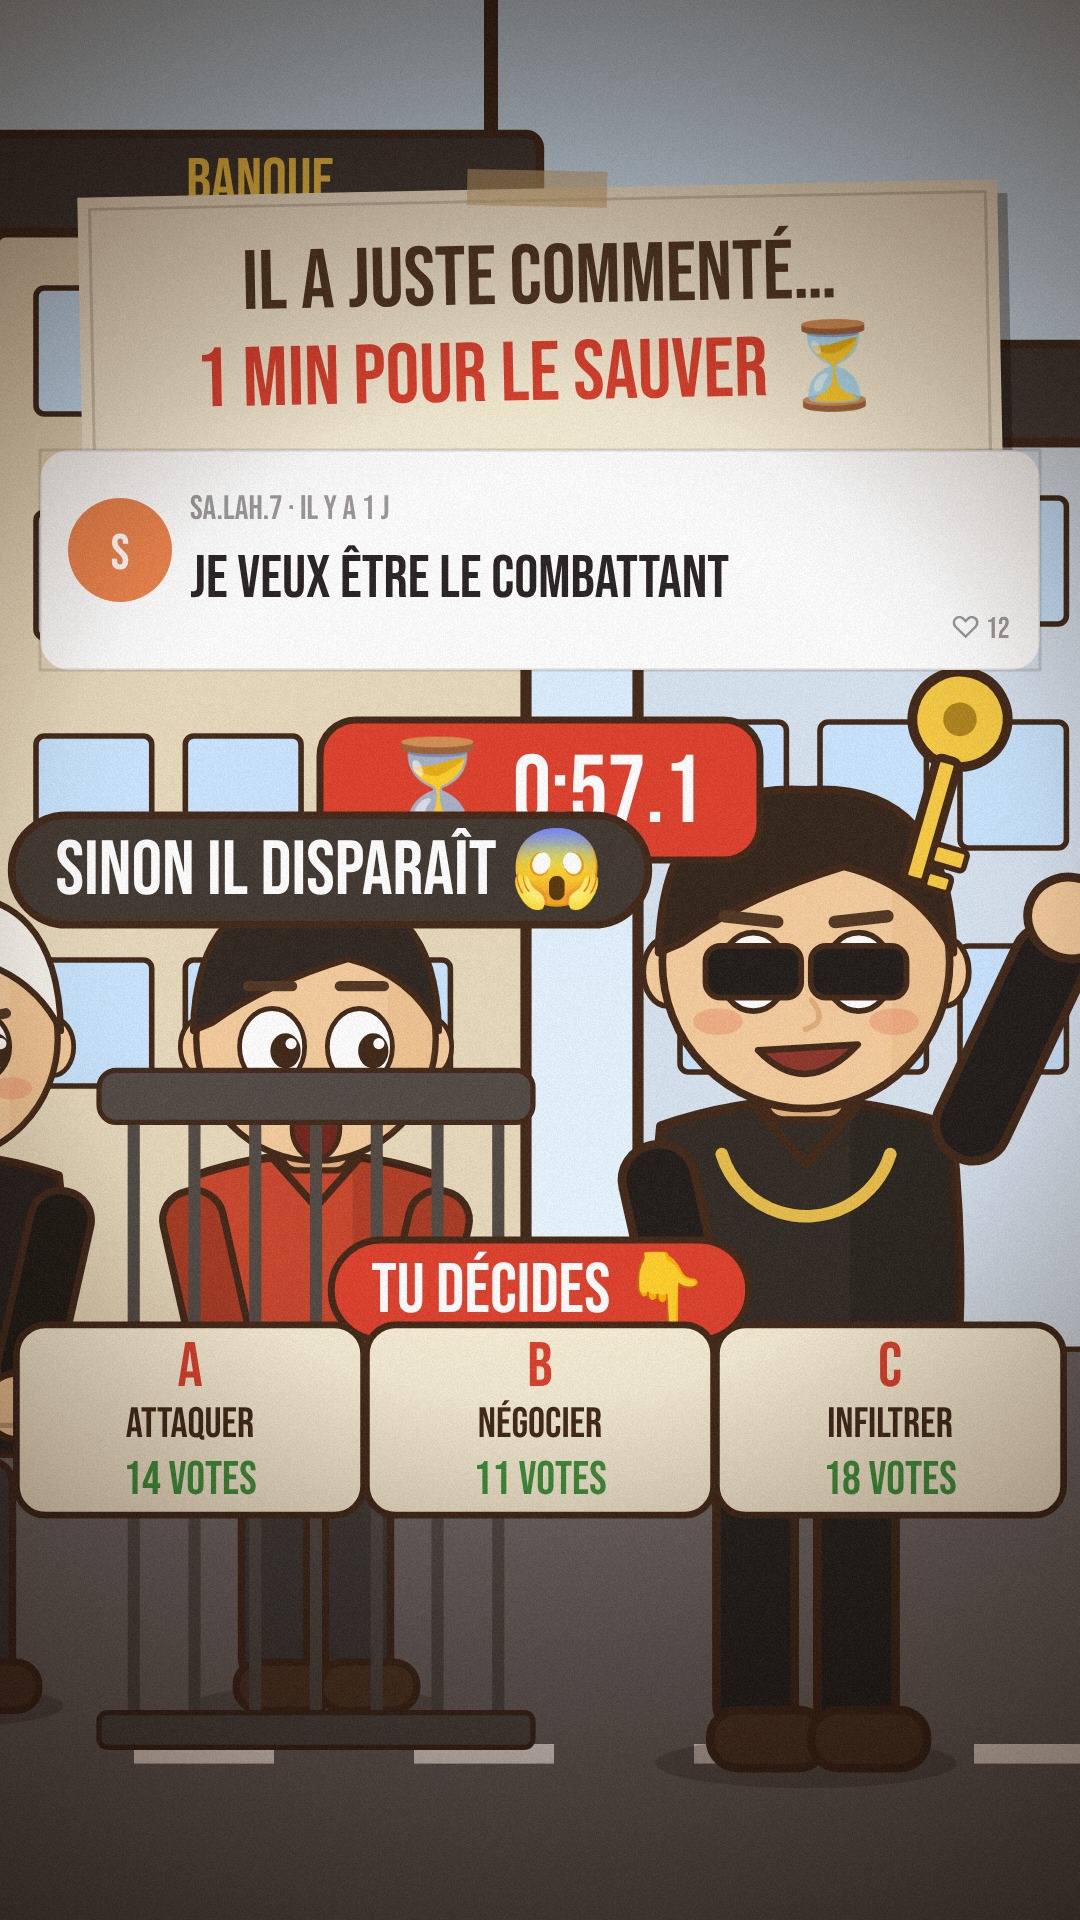 BANQUE
IL A JUSTE COMMENTÉ...
1 MIN POUR LE SAUVER ⏳
S
SA.LAH.7 · IL Y A 1 J
JE VEUX ÊTRE LE COMBATTANT
♡ 12
⏳ 0:57.1
SINON IL DISPARAÎT 😱
TU DÉCIDES 👇
A
ATTAQUER
14 VOTES
B
NÉGOCIER
11 VOTES
C
INFILTRER
18 VOTES